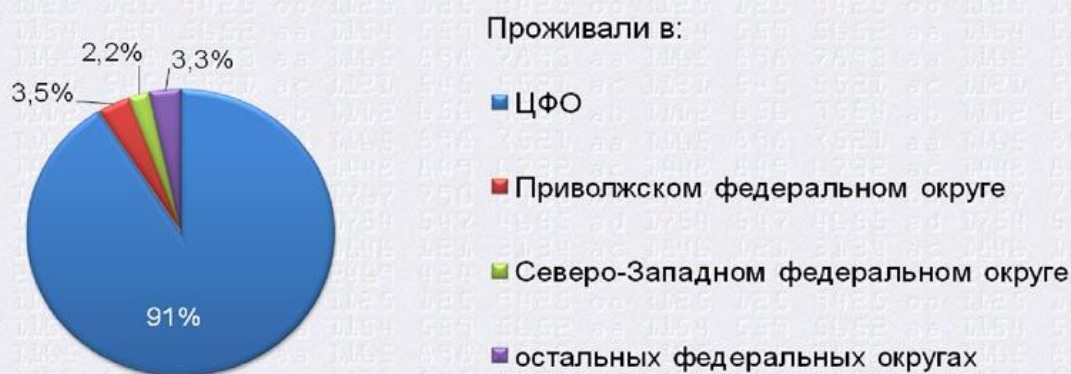 Проживали в:
2,2%
3,3%
3,5%
ЦФО
Приволжском федеральном округе
Северо-Западном федеральном округе
91%
остальных федеральных округах